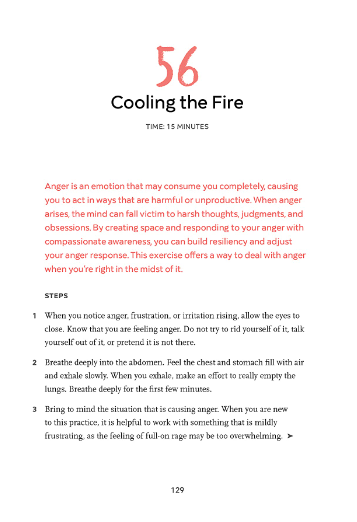 56
Cooling the Fire
TIME: 15 MINUTES
Anger is an emotion that may consume you completely, causing
you to act in ways that are harmful or unproductive. When anger
arises, the mind can fall victim to harsh thoughts, judgments, and
obsessions. By creating space and responding to your anger with
compassionate awareness, you can build resiliency and adjust
your anger response. This exercise offers a way to deal with anger
when you're right in the midst of it.
STEPS
1 When you notice anger, frustration, or irritation rising, allow the eyes to
close. Know that you are feeling anger. Do not try to rid yourself of it, talk
yourself out of it, or pretend it is not there.
2 Breathe deeply into the abdomen. Feel the chest and stomach fill with air
and exhale slowly. When you exhale, make an effort to really empty the
lungs. Breathe deeply for the first few minutes.
3 Bring to mind the situation that is causing anger. When you are new
to this practice, it is helpful to work with something that is mildly
frustrating, as the feeling of full-on rage may be too overwhelming. ➤
129